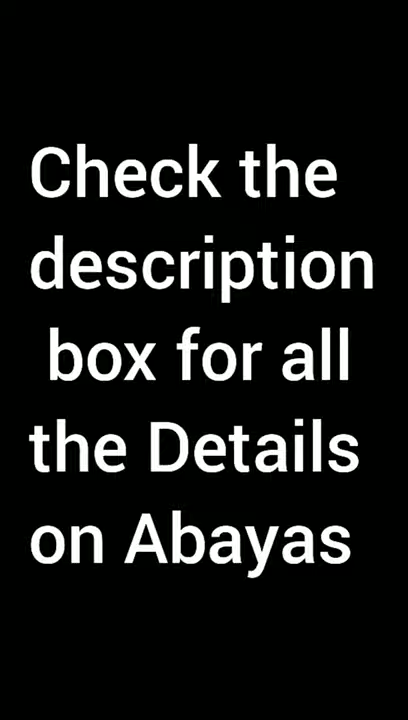 Check the
description
box for all
the Details
on Abayas